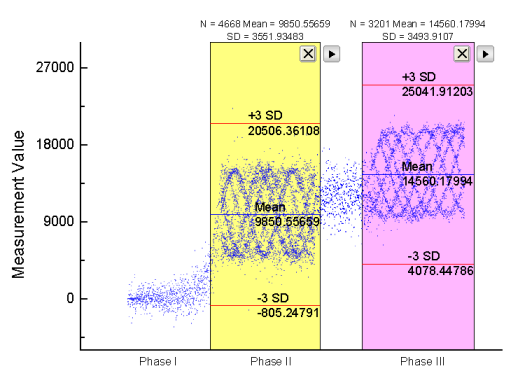 N = 4668 Mean = 9850.55659
SD = 3551.93483
N = 3201 Mean = 14560.17994
SD = 3493.9107
27000
18000
9000
0
Measurement Value
+3 SD
20506.36108
Mean
9850.55659
-3 SD
-805.24791
+3 SD
25041.91203
Mean
14560.17994
-3 SD
4078.44786
Phase I
Phase II
Phase III